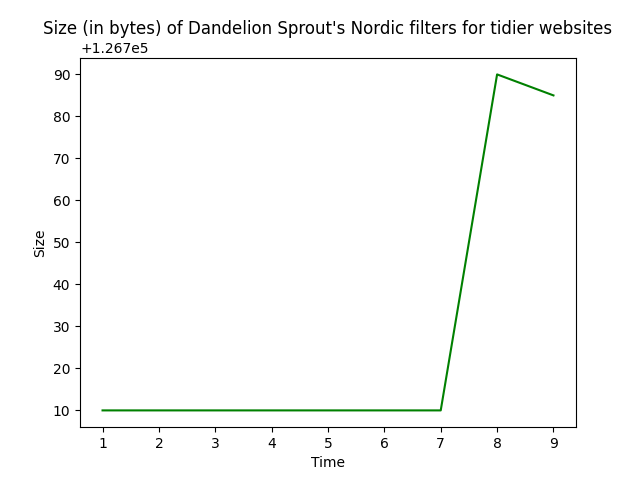 Size (in bytes) of Dandelion Sprout's Nordic filters for tidier websites
+1.267e5
90
80
70
60
50
40
30
20
10
Size
1 2 3 4 5 6 7 8 9
Time